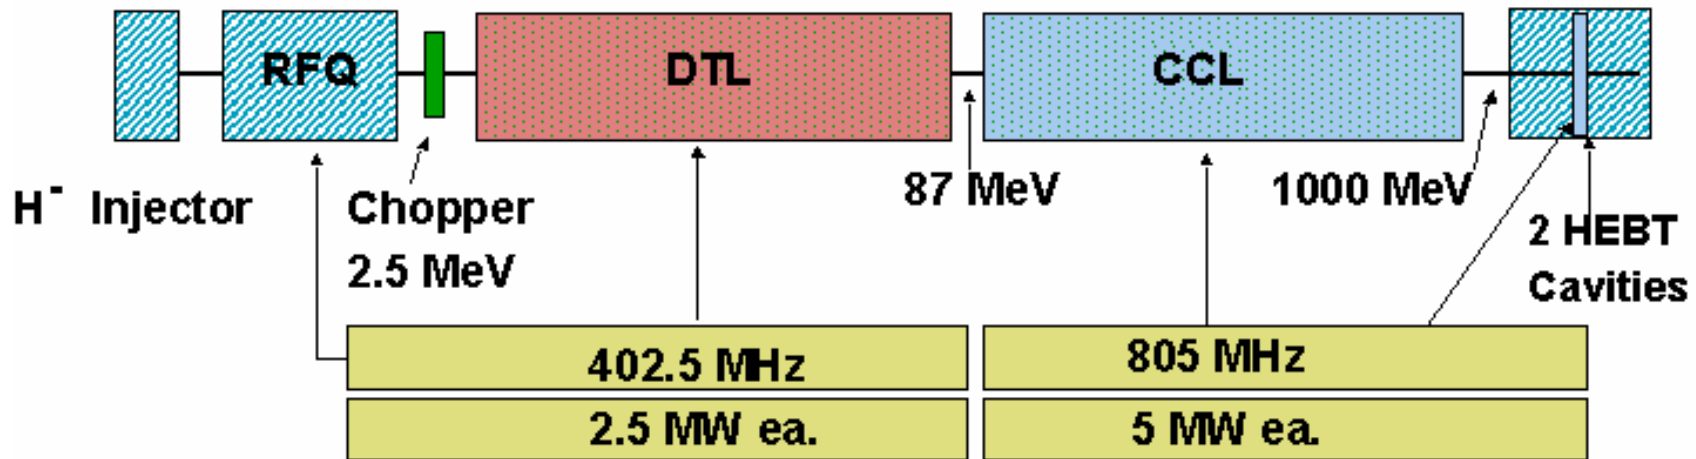 RFQ
DTL
CCL
H⁻ Injector
Chopper
2.5 MeV
87 MeV
1000 MeV
2 HEBT
Cavities
402.5 MHz
805 MHz
2.5 MW ea.
5 MW ea.